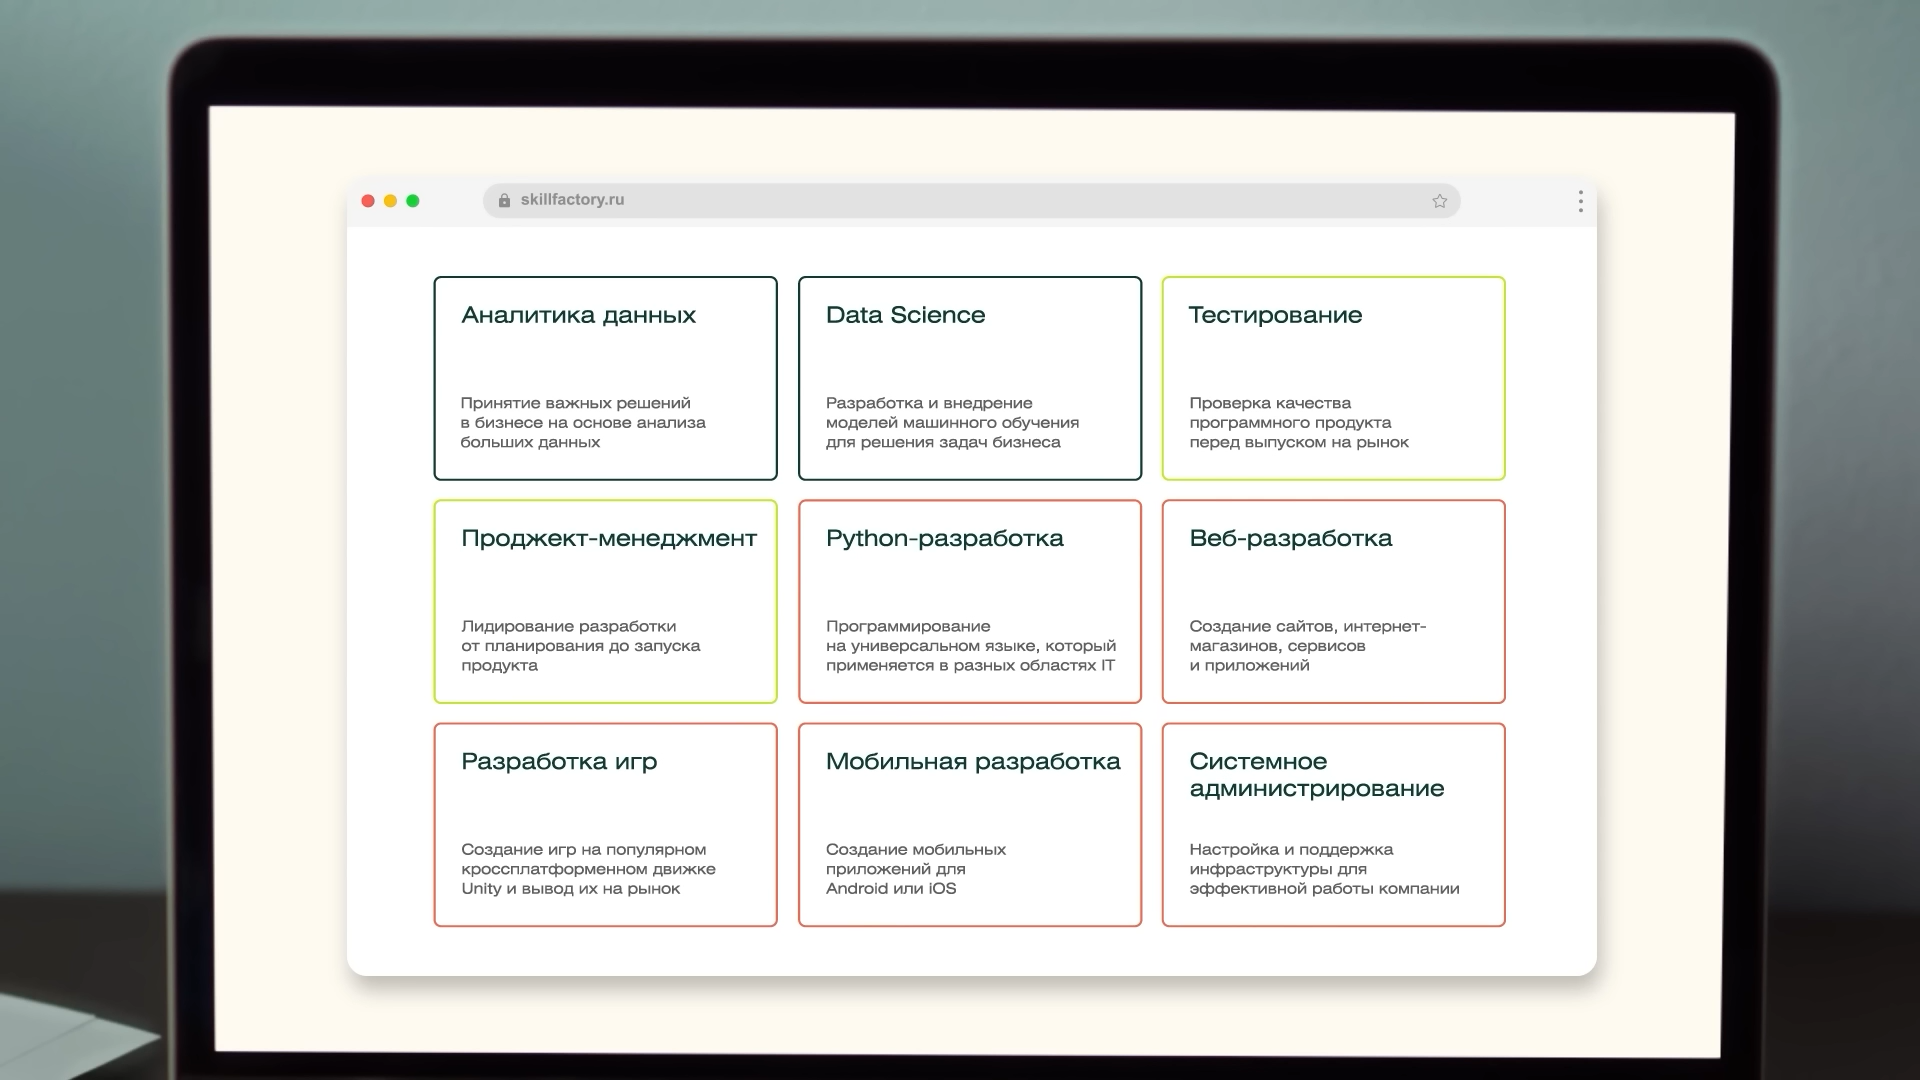 skillfactory.ru
Аналитика данных
Принятие важных решений
в бизнесе на основе анализа
больших данных
Data Science
Разработка и внедрение
моделей машинного обучения
для решения задач бизнеса
Тестирование
Проверка качества
программного продукта
перед выпуском на рынок
Проджект-менеджмент
Лидирование разработки
от планирования до запуска
продукта
Python-разработка
Программирование
на универсальном языке, который
применяется в разных областях IT
Веб-разработка
Создание сайтов, интернет-
магазинов, сервисов
и приложений
Разработка игр
Создание игр на популярном
кроссплатформенном движке
Unity и вывод их на рынок
Мобильная разработка
Создание мобильных
приложений для
Android или iOS
Системное
администрирование
Настройка и поддержка
инфраструктуры для
эффективной работы компании